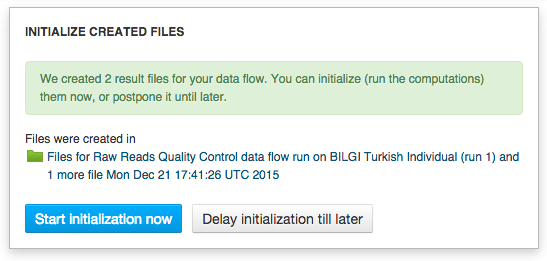 INITIALIZE CREATED FILES
We created 2 result files for your data flow. You can initialize (run the computations)
them now, or postpone it until later.
Files were created in
Files for Raw Reads Quality Control data flow run on BILGI Turkish Individual (run 1) and
1 more file Mon Dec 21 17:41:26 UTC 2015
Start initialization now
Delay initialization till later